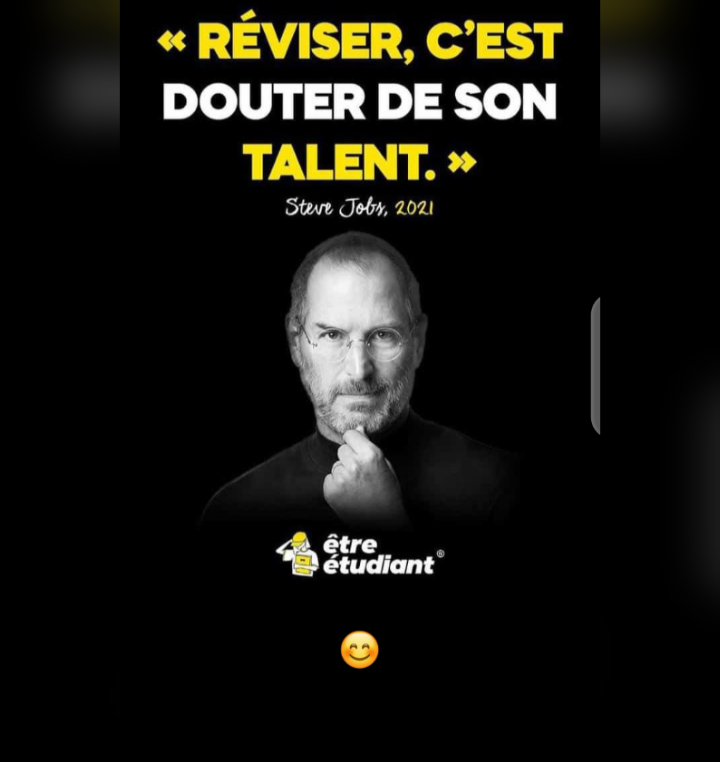 « RÉVISER, C’EST
DOUTER DE SON
TALENT. »
Steve Jobs, 2021
être
étudiant®